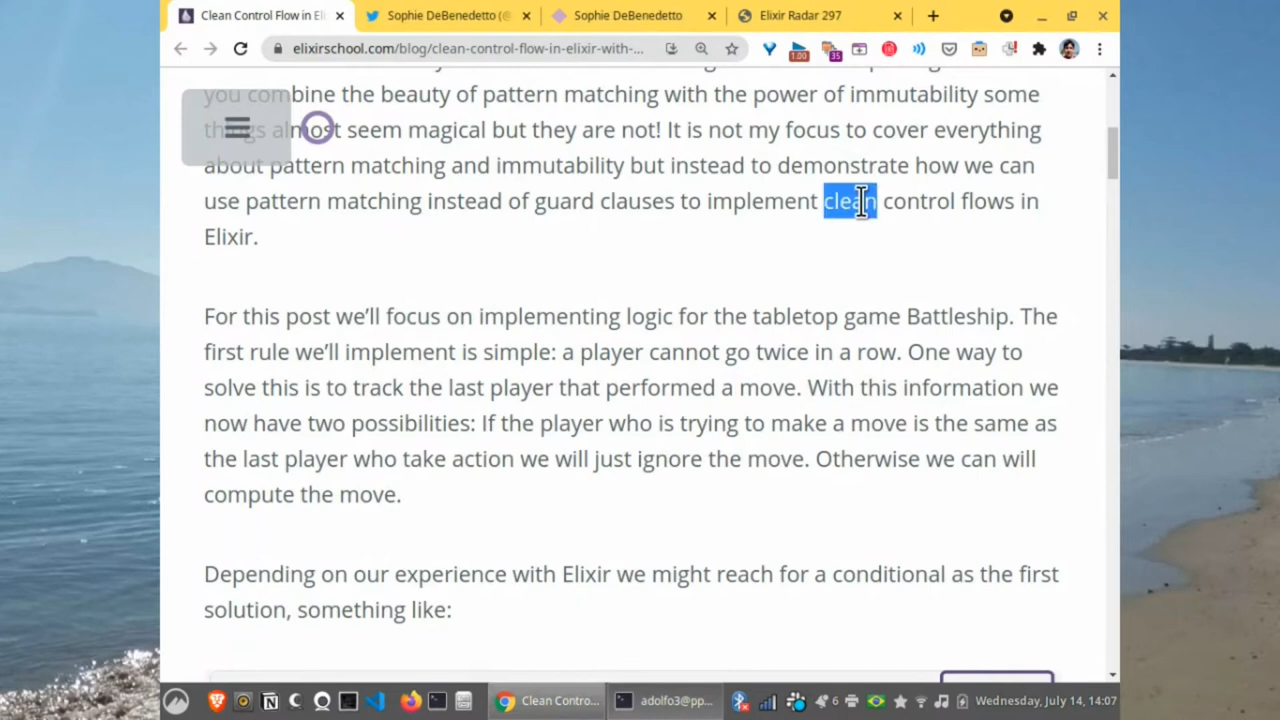 Clean Control Flow in Eli
Sophie DeBenedetto (@
Sophie DeBenedetto
Elixir Radar 297
elixirschool.com/blog/clean-control-flow-in-elixir-with-...
1.00
35
you combine the beauty of pattern matching with the power of immutability some
things almost seem magical but they are not! It is not my focus to cover everything
about pattern matching and immutability but instead to demonstrate how we can
use pattern matching instead of guard clauses to implement clean control flows in
Elixir.
For this post we’ll focus on implementing logic for the tabletop game Battleship. The
first rule we’ll implement is simple: a player cannot go twice in a row. One way to
solve this is to track the last player that performed a move. With this information we
now have two possibilities: If the player who is trying to make a move is the same as
the last player who take action we will just ignore the move. Otherwise we can will
compute the move.
Depending on our experience with Elixir we might reach for a conditional as the first
solution, something like:
Clean Contro...
adolfo3@pp...
6
Wednesday, July 14, 14:07